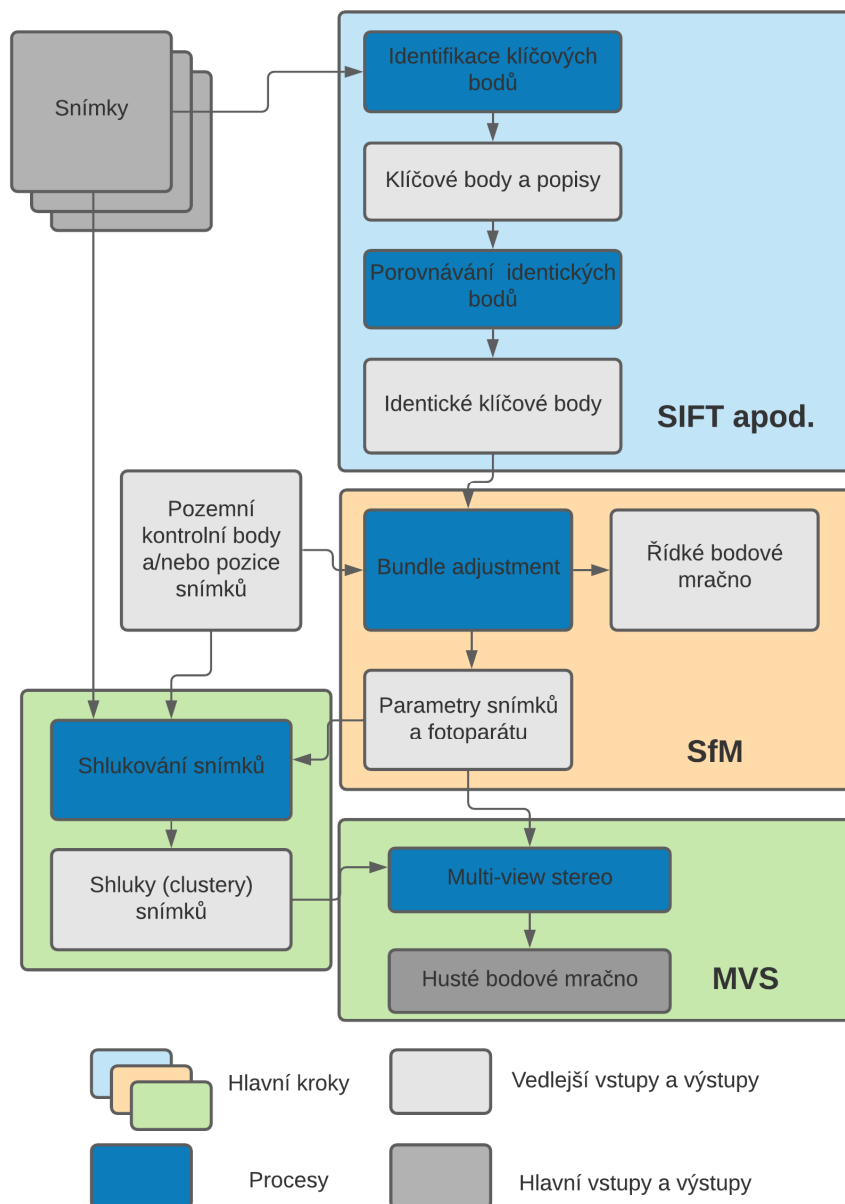 Snímky
Identifikace klíčových
bodů
Klíčové body a popisy
Porovnávání  identických
bodů
Identické klíčové body
SIFT apod.
Pozemní
kontrolní body
a/nebo pozice
snímků
Bundle adjustment
Řídké bodové
mračno
Parametry snímků
a fotoparátu
SfM
Shlukování snímků
Shluky (clustery)
snímků
Multi-view stereo
Husté bodové mračno
MVS
Hlavní kroky
Vedlejší vstupy a výstupy
Procesy
Hlavní vstupy a výstupy